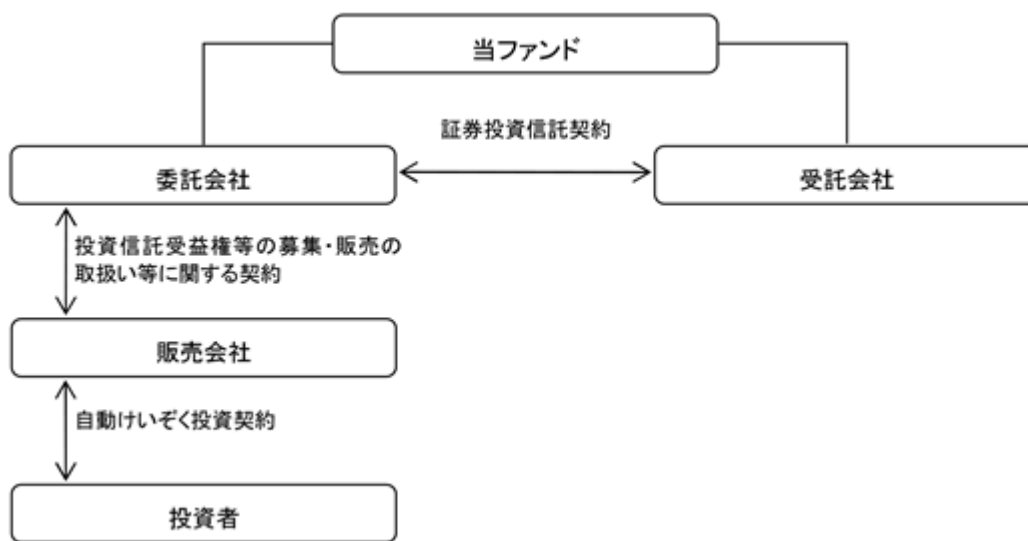 当ファンド
証券投資信託契約
委託会社
受託会社
投資信託受益権等の募集・販売の
取扱い等に関する契約
販売会社
自動けいぞく投資契約
投資者